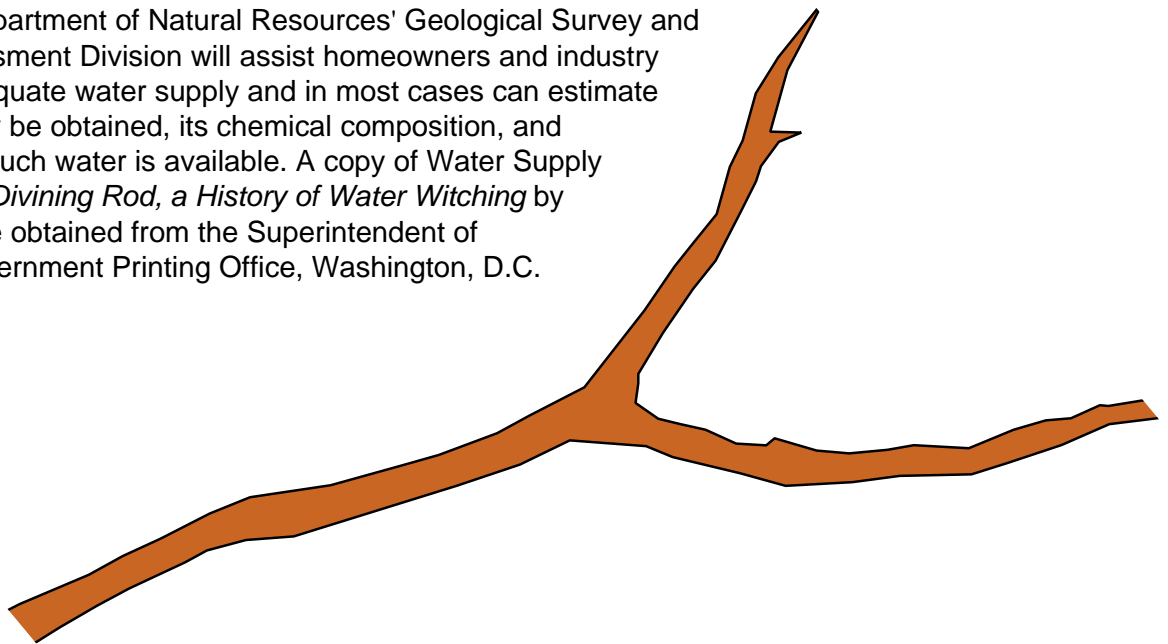 partment of Natural Resources' Geological Survey and
sment Division will assist homeowners and industry
quate water supply and in most cases can estimate
be obtained, its chemical composition, and
uch water is available. A copy of Water Supply
Divining Rod, a History of Water Witching by
e obtained from the Superintendent of
ernment Printing Office, Washington, D.C.